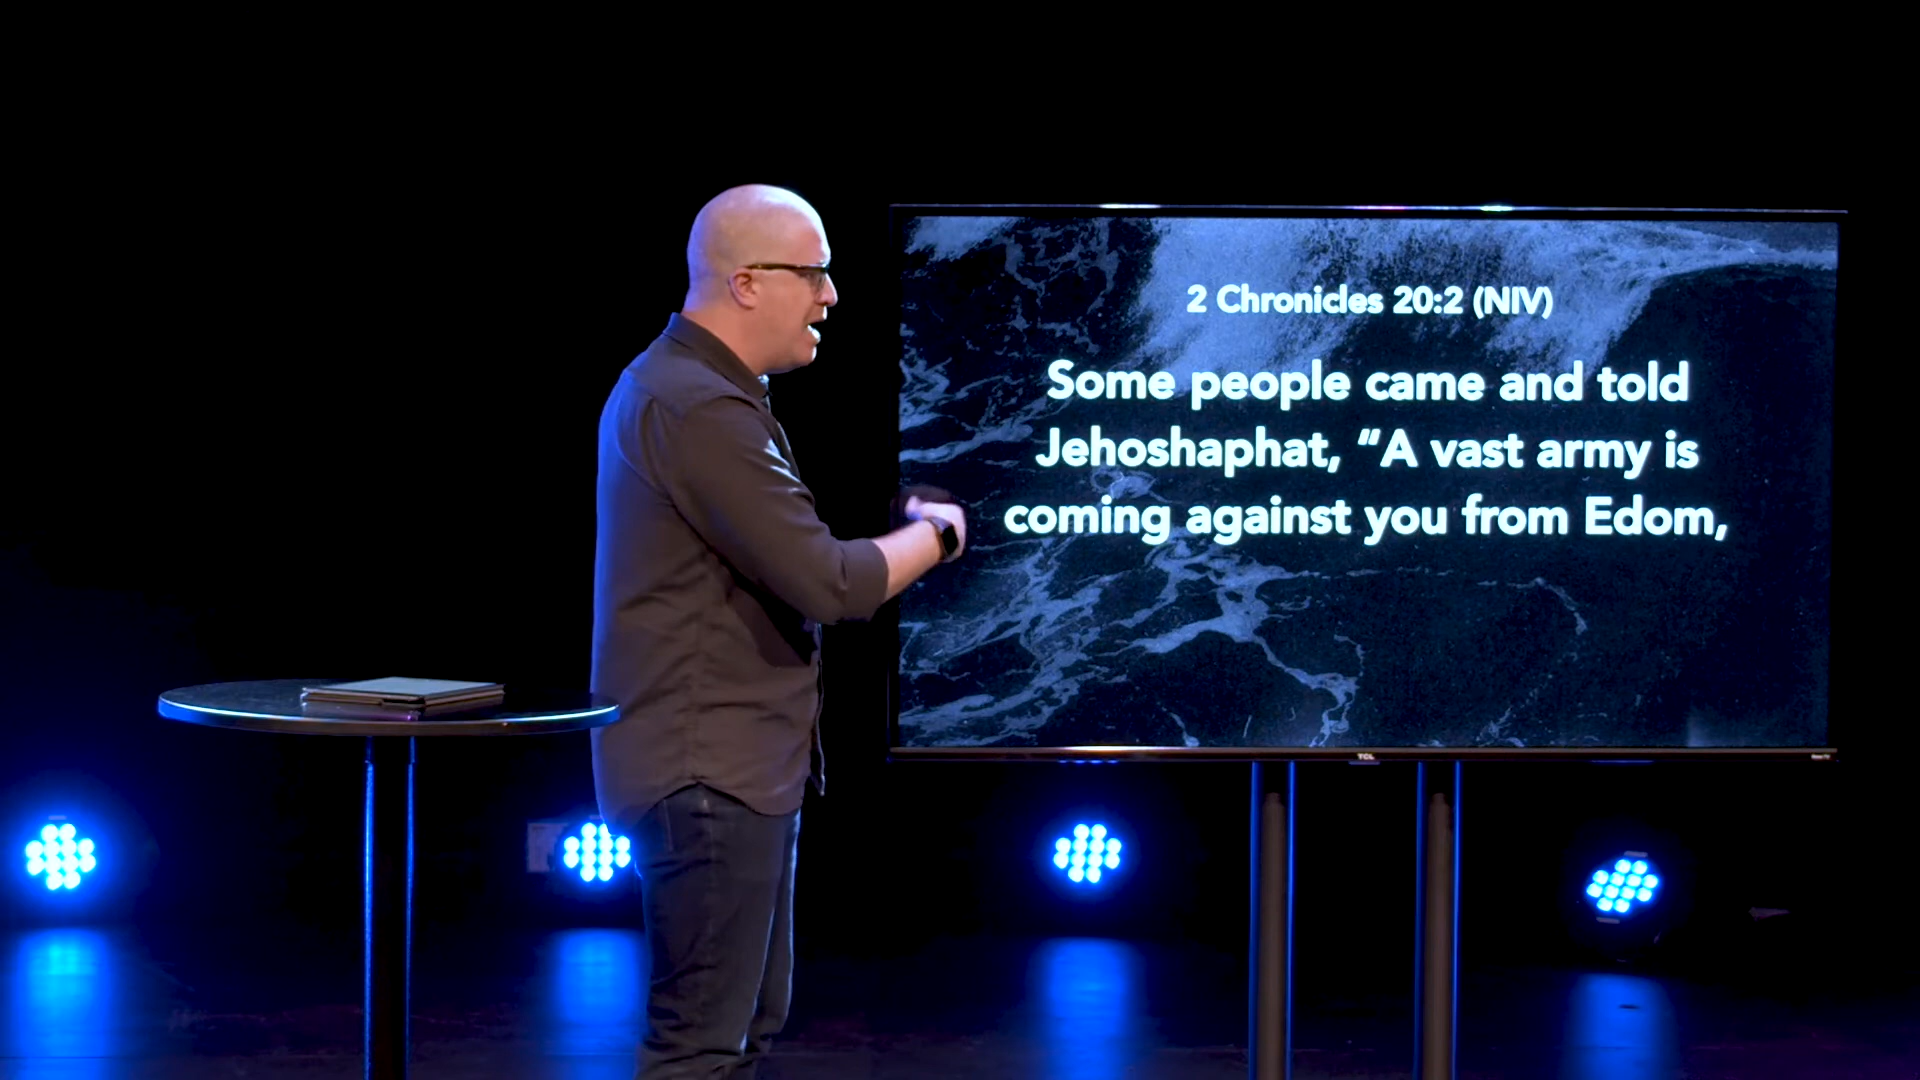 2 Chronicles 20:2 (NIV)
Some people came and told
Jehoshaphat, “A vast army is
coming against you from Edom,
TCL